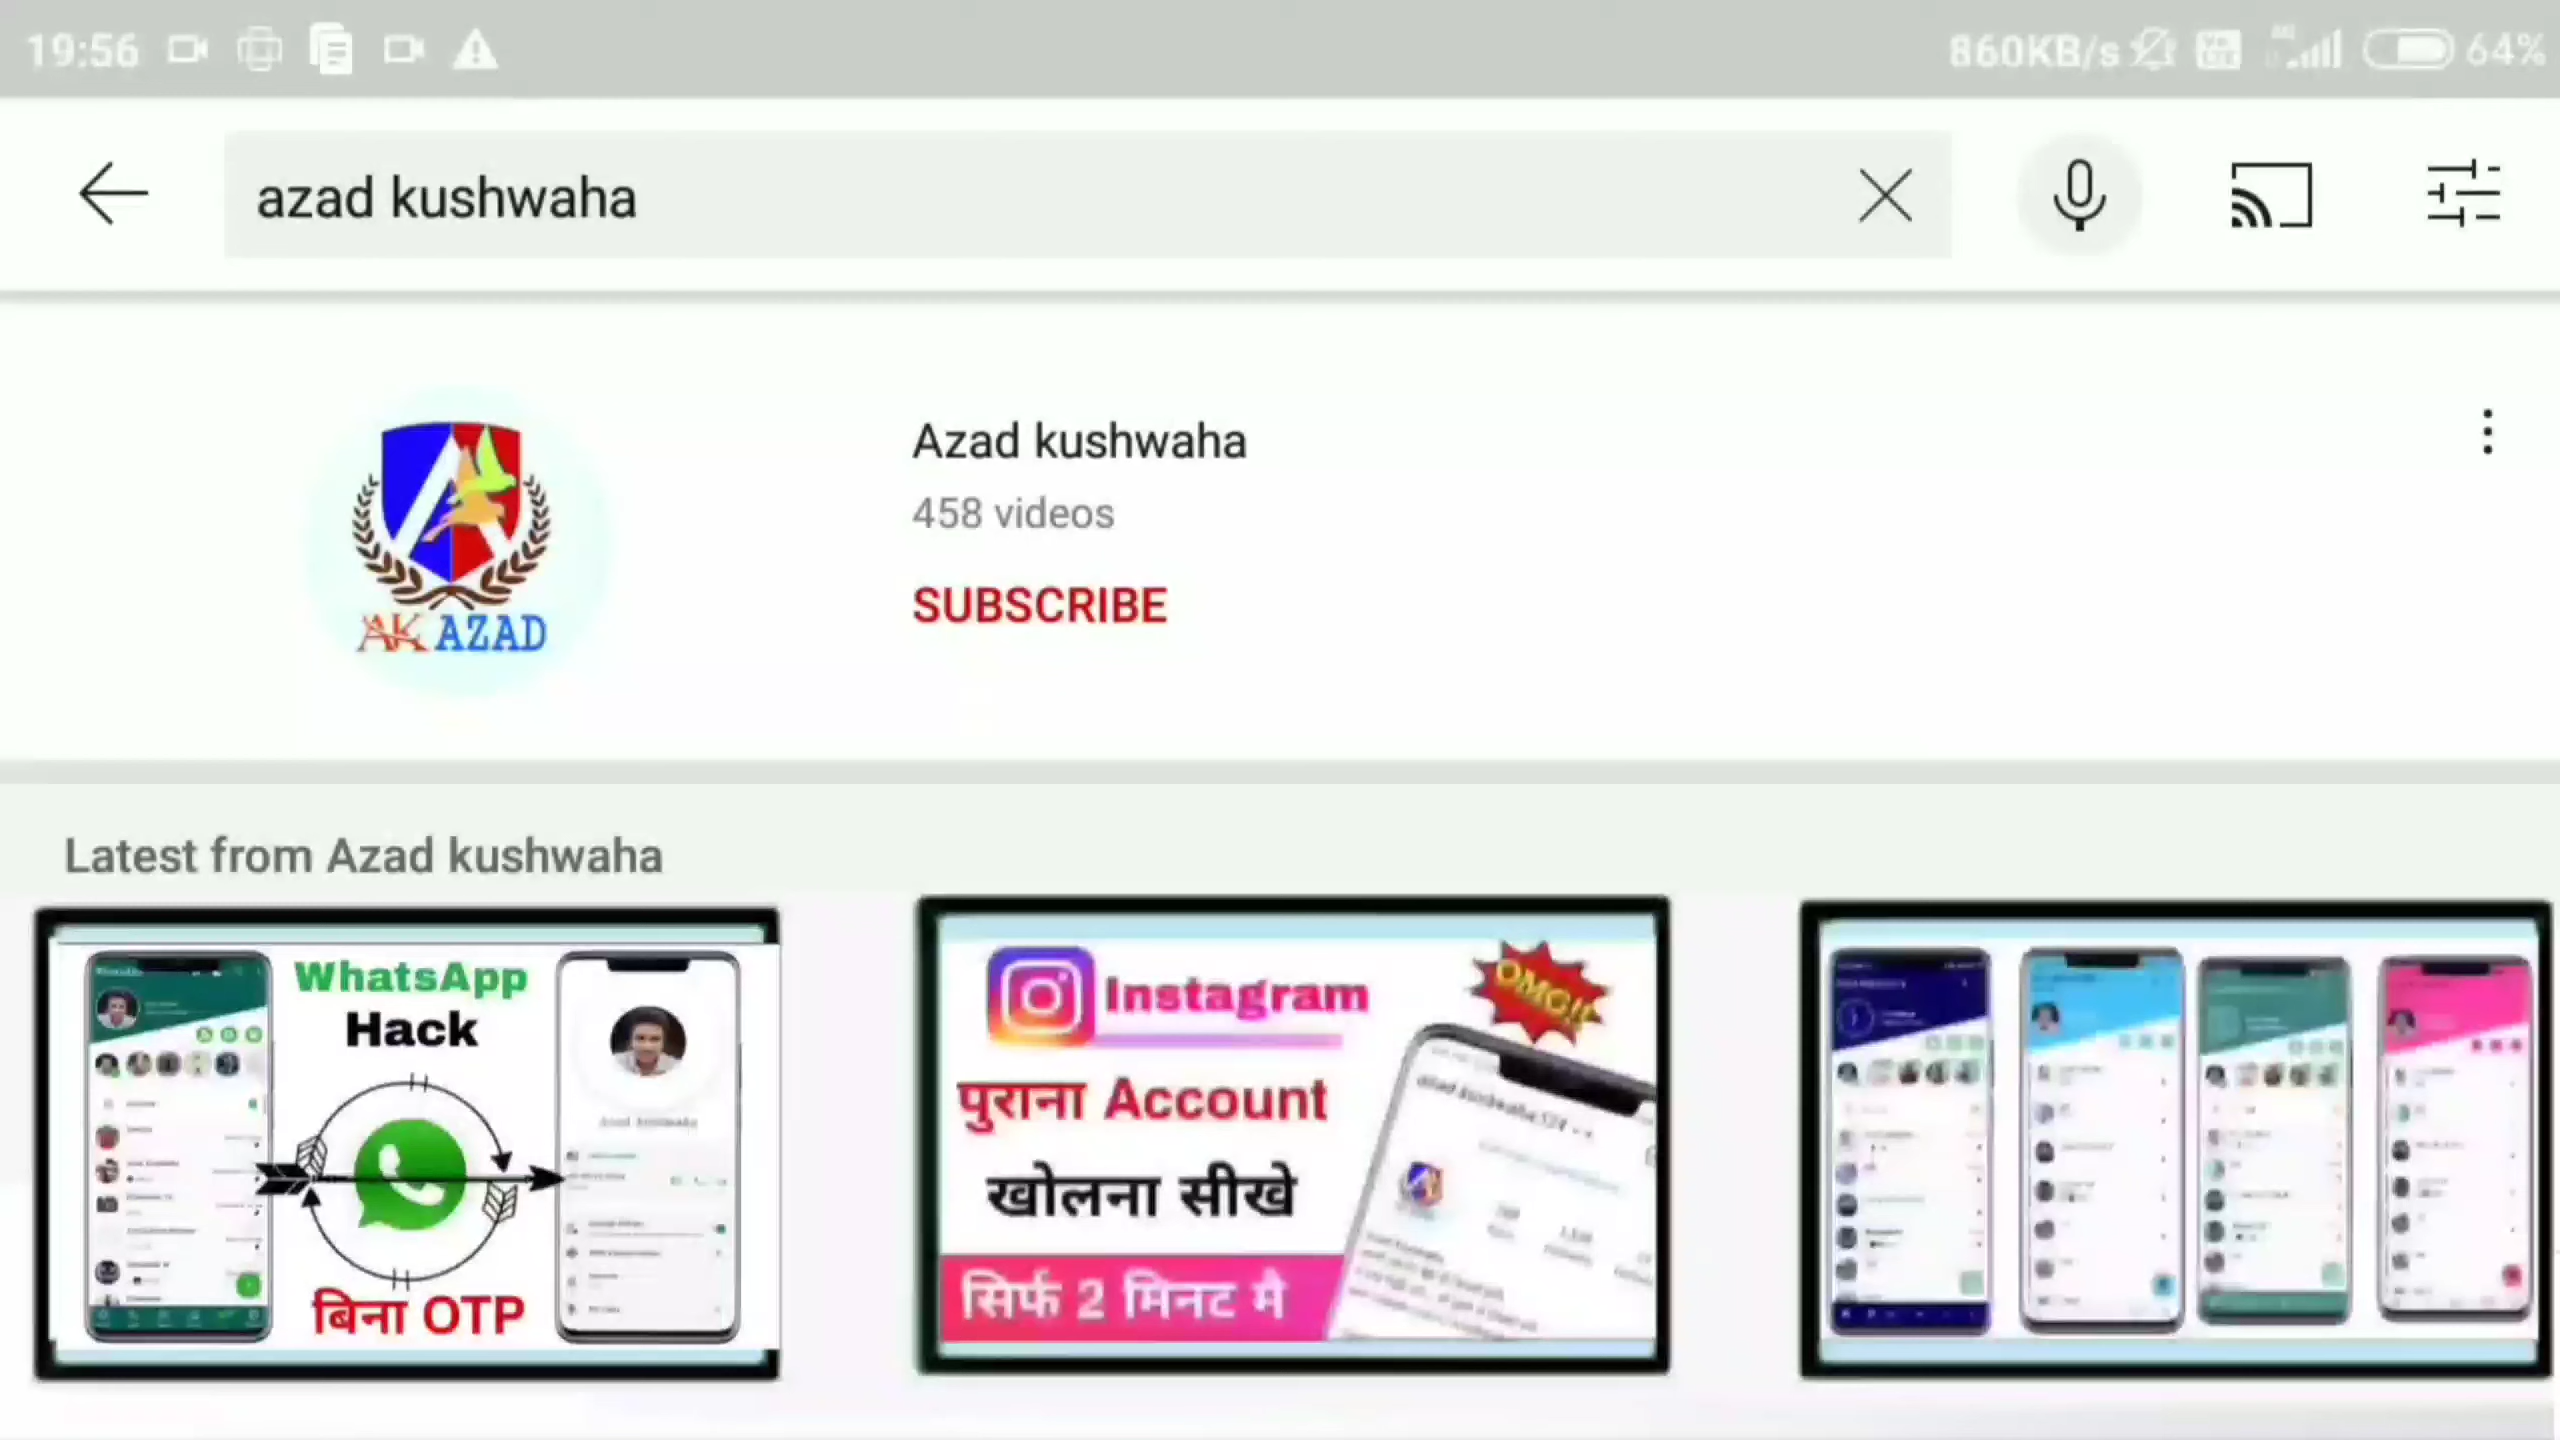 19:56
860KB/s 64%
azad kushwaha
Azad kushwaha
458 videos
SUBSCRIBE
AK AZAD
Latest from Azad kushwaha
WhatsApp
Hack
बिना OTP
Instagram
OMG!!
पुराना Account
खोलना सीखे
सिर्फ 2 मिनट मै